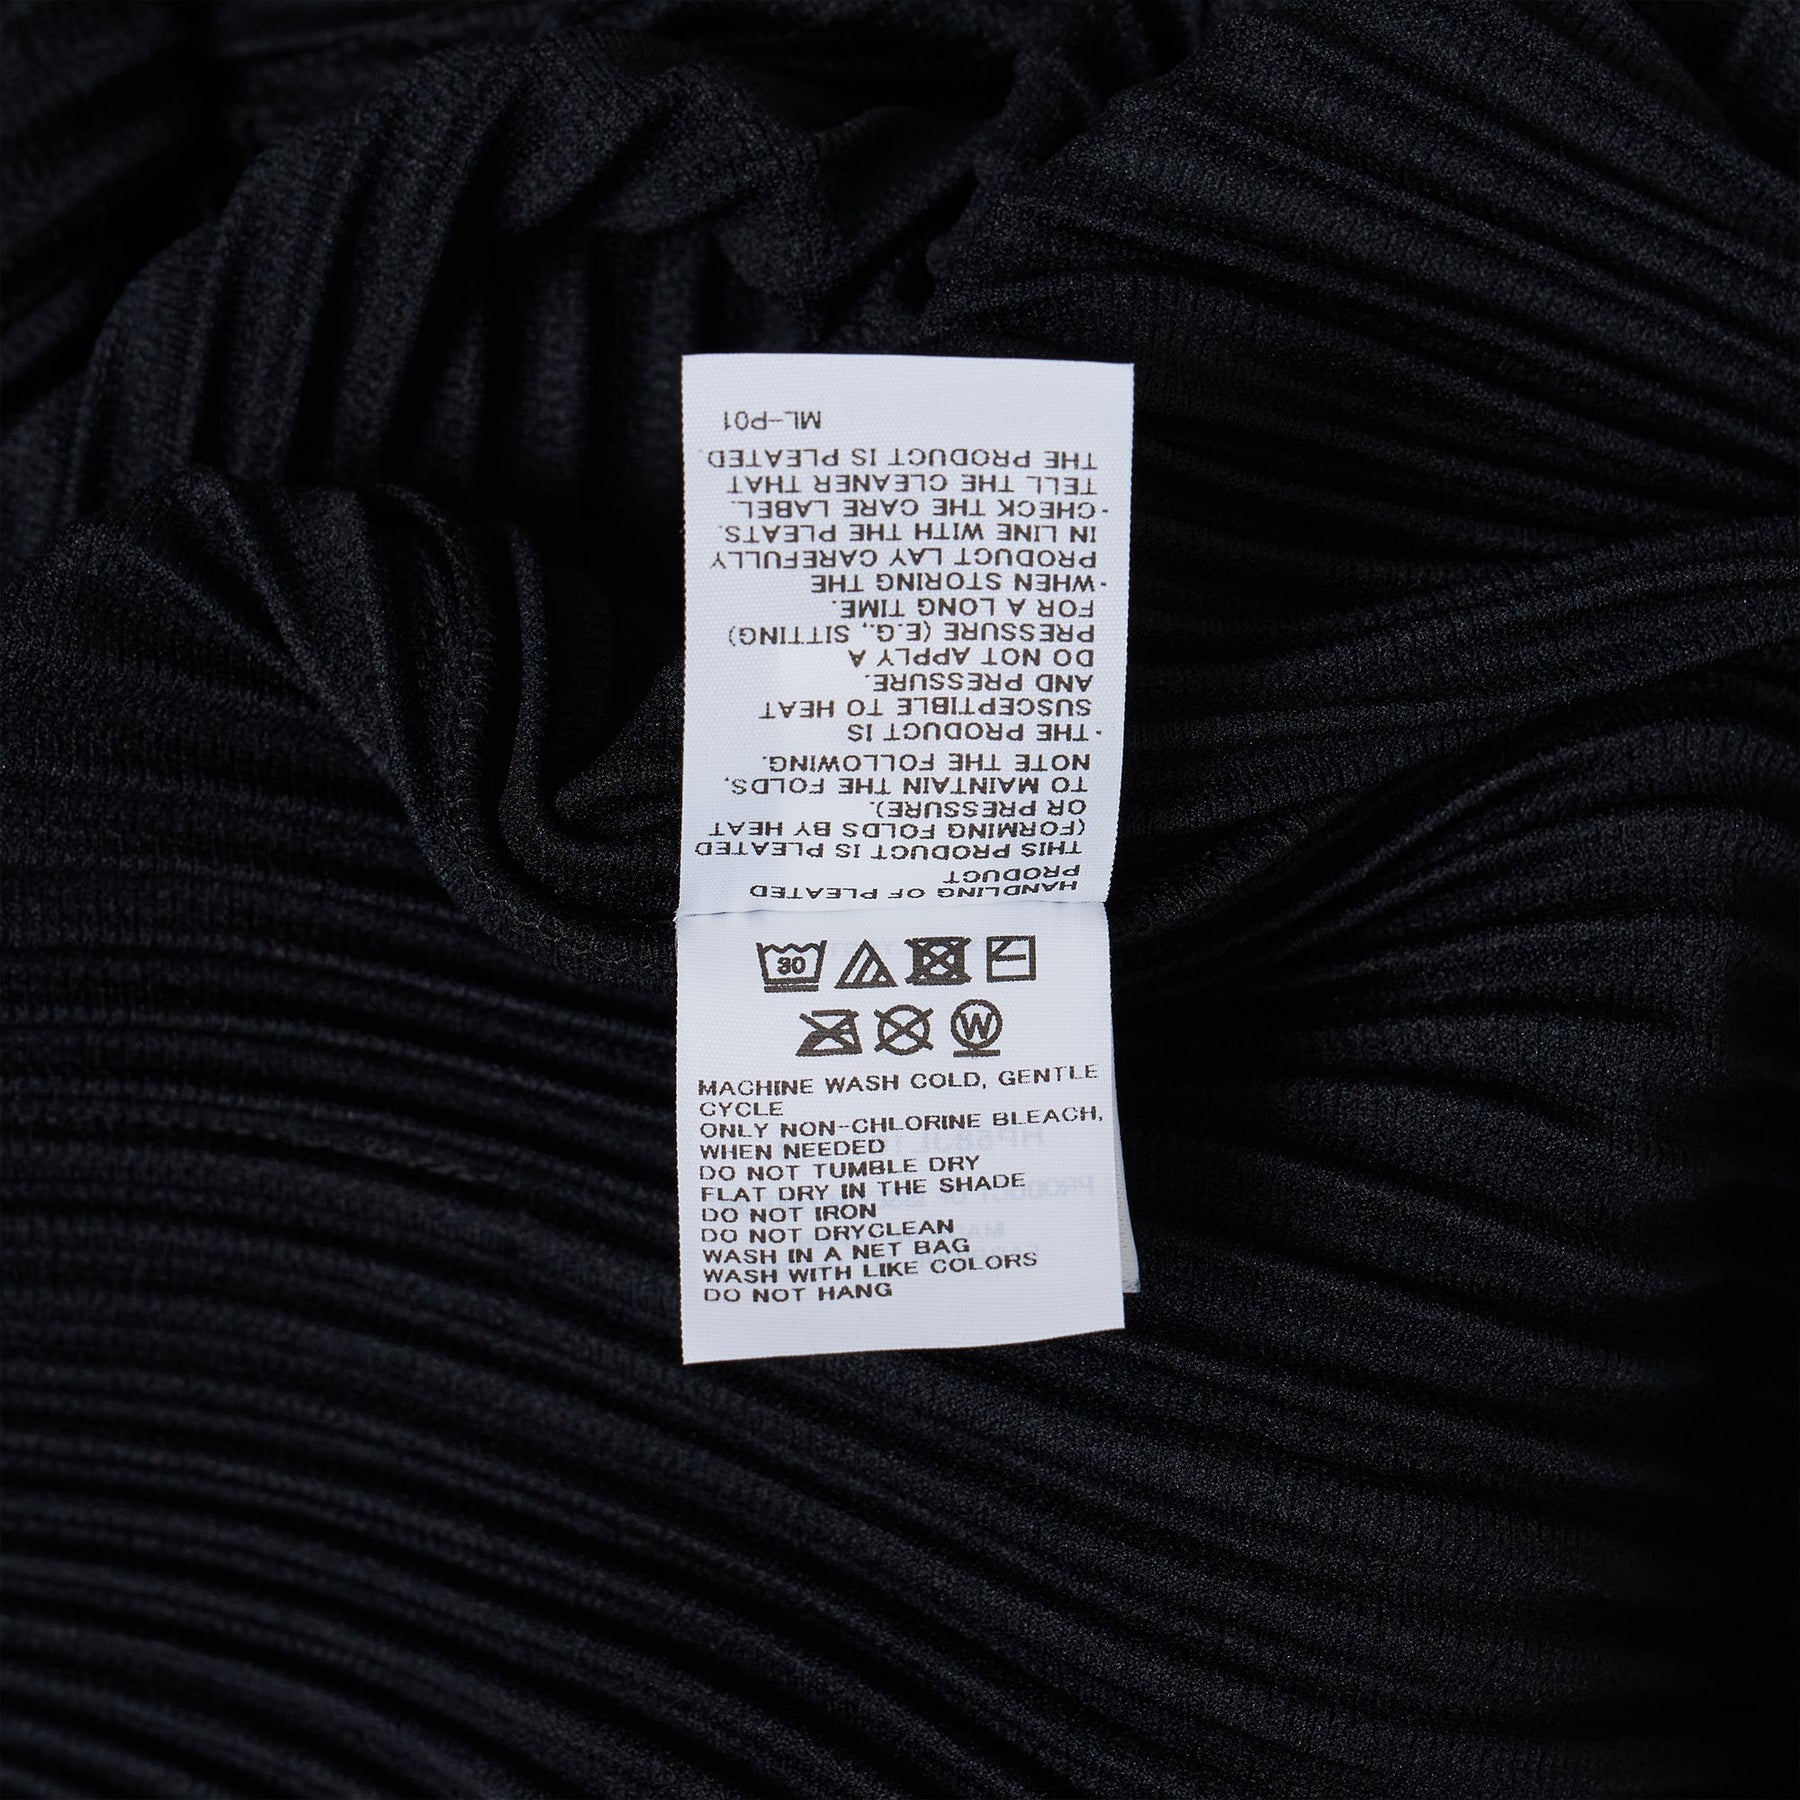 HANDLING OF PLEATED
PRODUCT
THIS PRODUCT IS PLEATED
(FORMING FOLDS BY HEAT
OR PRESSURE).
TO MAINTAIN THE FOLDS,
NOTE THE FOLLOWING.
·THE PRODUCT IS
SUSCEPTIBLE TO HEAT
AND PRESSURE.
DO NOT APPLY A
PRESSURE (E.G., SITTING)
FOR A LONG TIME.
·WHEN STORING THE
PRODUCT LAY CAREFULLY
IN LINE WITH THE PLEATS.
·CHECK THE CARE LABEL.
TELL THE CLEANER THAT
THE PRODUCT IS PLEATED.
ML-P01
30
W
MACHINE WASH COLD, GENTLE
CYCLE
ONLY NON-CHLORINE BLEACH,
WHEN NEEDED
DO NOT TUMBLE DRY
FLAT DRY IN THE SHADE
DO NOT IRON
DO NOT DRYCLEAN
WASH IN A NET BAG
WASH WITH LIKE COLORS
DO NOT HANG